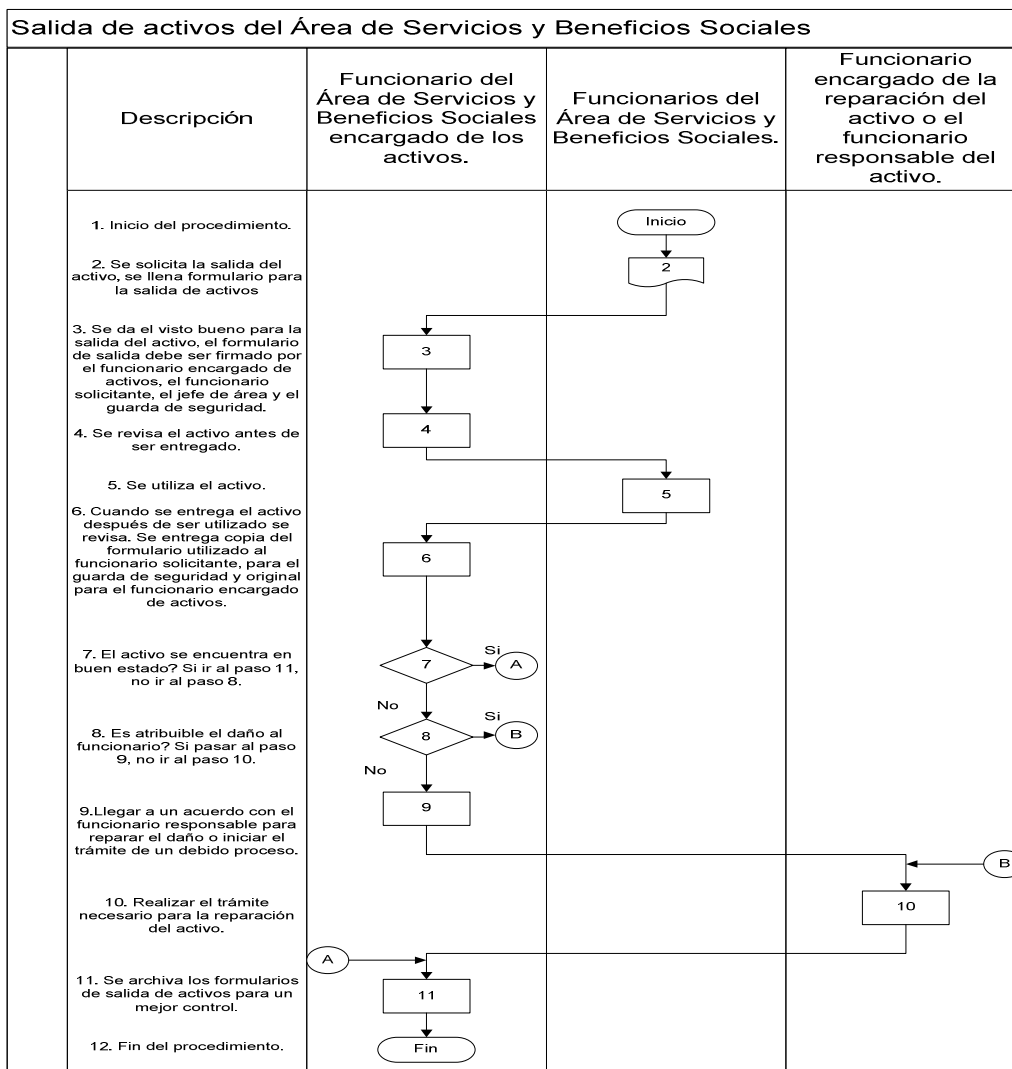 Salida de activos del Área de Servicios y Beneficios Sociales
Descripción
Funcionario del
Área de Servicios y
Beneficios Sociales
encargado de los
activos.
Funcionarios del
Área de Servicios y
Beneficios Sociales.
Funcionario
encargado de la
reparación del
activo o el
funcionario
responsable del
activo.
1. Inicio del procedimiento.
Inicio
2. Se solicita la salida del
activo, se llena formulario para
la salida de activos
2
3. Se da el visto bueno para la
salida del activo, el formulario
de salida debe ser firmado por
el funcionario encargado de
activos, el funcionario
solicitante, el jefe de área y el
guarda de seguridad.
3
4. Se revisa el activo antes de
ser entregado.
4
5. Se utiliza el activo.
5
6. Cuando se entrega el activo
después de ser utilizado se
revisa. Se entrega copia del
formulario utilizado al
funcionario solicitante, para el
guarda de seguridad y original
para el funcionario encargado
de activos.
6
7. El activo se encuentra en
buen estado? Si ir al paso 11,
no ir al paso 8.
7
Si
A
No
8. Es atribuible el daño al
funcionario? Si pasar al paso
9, no ir al paso 10.
8
Si
B
No
9.Llegar a un acuerdo con el
funcionario responsable para
reparar el daño o iniciar el
trámite de un debido proceso.
9
B
10. Realizar el trámite
necesario para la reparación
del activo.
10
A
11. Se archiva los formularios
de salida de activos para un
mejor control.
11
12. Fin del procedimiento.
Fin